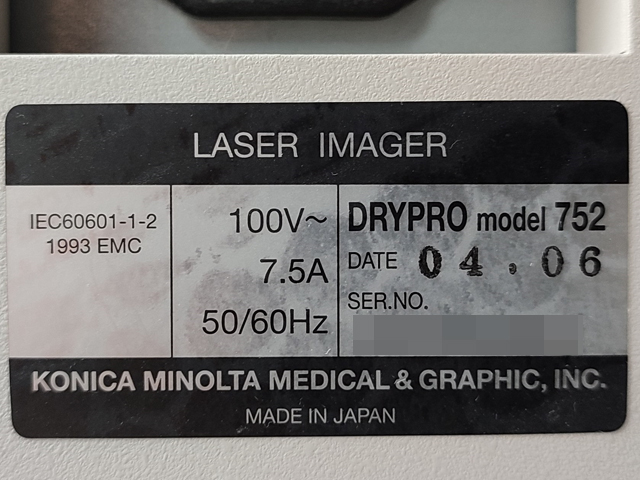 LASER IMAGER
IEC60601-1-2
1993 EMC
100V~
7.5A
50/60Hz
DRYPRO model 752
DATE 04.06
SER.NO.
KONICA MINOLTA MEDICAL & GRAPHIC, INC.
MADE IN JAPAN